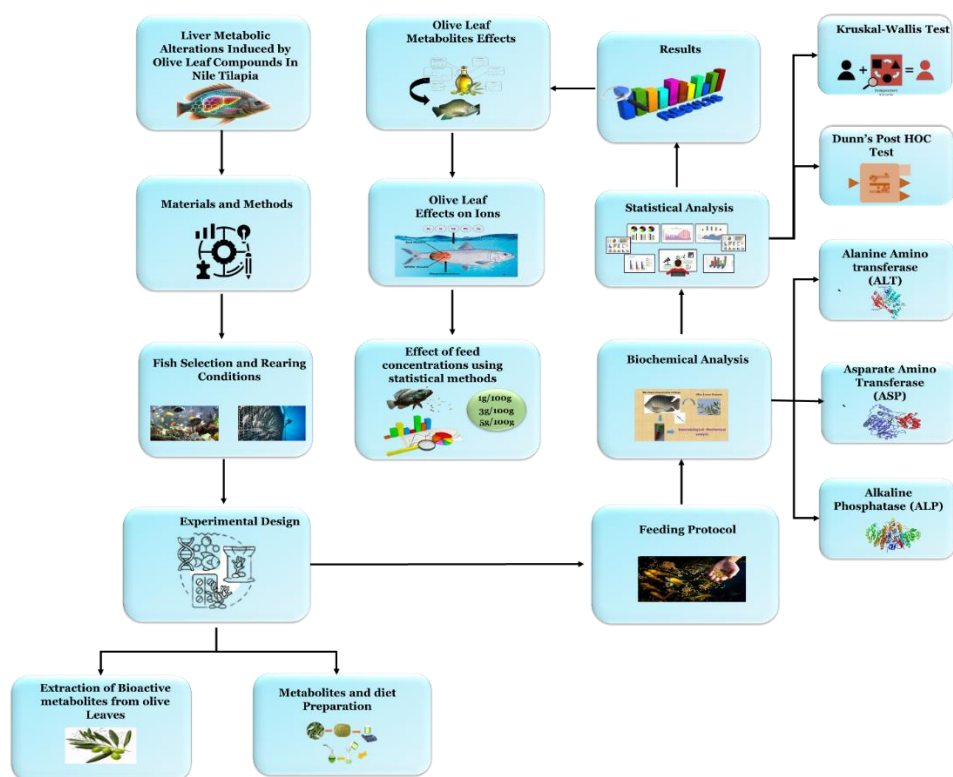 Liver Metabolic
Alterations Induced by
Olive Leaf Compounds In
Nile Tilapia
Materials and Methods
Fish Selection and Rearing
Conditions
Experimental Design
Extraction of Bioactive
metabolites from olive
Leaves
Metabolites and diet
Preparation
Olive Leaf
Metabolites Effects
Olive Leaf
Effects on Ions
Effect of feed
concentrations using
statistical methods
1g/100g
3g/100g
5g/100g
Results
Statistical Analysis
Biochemical Analysis
Feeding Protocol
Kruskal-Wallis Test
Dunn's Post HOC
Test
Alanine Amino
transferase
(ALT)
Asparate Amino
Transferase
(ASP)
Alkaline
Phosphatase (ALP)